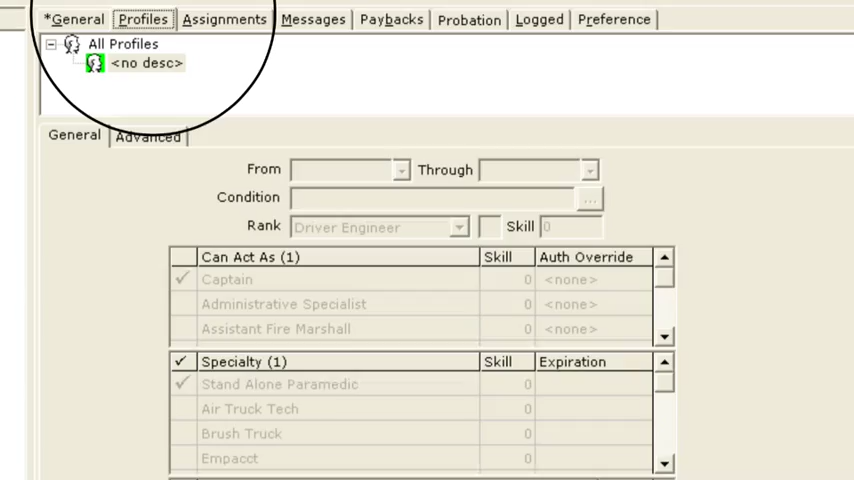 *General Profiles Assignments Messages Paybacks Probation Logged Preference
All Profiles
<no desc>
General Advanced
From Through
Condition ...
Rank Driver Engineer Skill 0
Can Act As (1) Skill Auth Override
Captain 0 <none>
Administrative Specialist 0 <none>
Assistant Fire Marshall 0 <none>
Specialty (1) Skill Expiration
Stand Alone Paramedic 0
Air Truck Tech 0
Brush Truck 0
Empacct 0